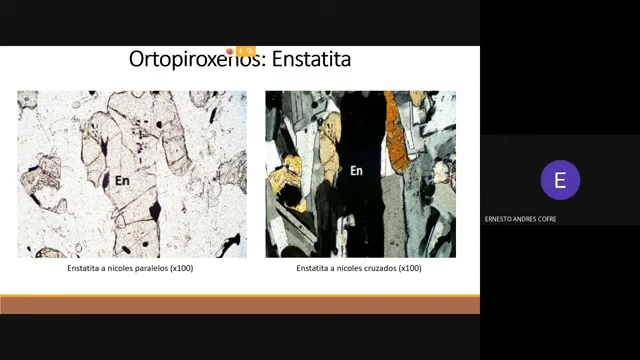 Ortopiroxenos: Enstatita
En
En
Enstatita a nicoles paralelos (x100)
Enstatita a nicoles cruzados (x100)
E
ERNESTO ANDRES COFRE